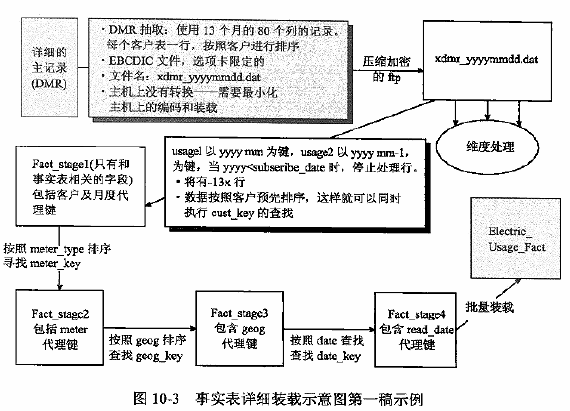 详细的
主记录
(DMR)
· DMR 抽取：使用 13 个月的 80 个列的记录。
每个客户表一行，按照客户进行排序
· EBCDIC 文件，选项卡限定的
· 文件名：xdmr_yyyymmdd.dat
· 主机上没有转换——需要最小化
主机上的编码和装载
压缩加密
的 ftp
xdmr_yyyymmdd.dat
维度处理
usage1 以 yyyymm 为键，usage2 以 yyyy mm-1,
为键，当 yyyy<subseribe_date 时，停止处理行。
· 将有-13x 行
· 数据按照客户预先排序，这样就可以同时
执行 cust_key 的查找
Fact_stage1(只有和
事实表相关的字段)
包括客户及月度代
理键
按照 meter_type 排序
寻找 meter_key
Electric_
Usage_Fact
Fact_stage2
包括 meter
代理键
按照 geog 排序
查找 geog_key
Fact_stage3
包含 geog
代理键
按照 date 查找
查找 date_key
Fact_stage4
包含 read_date
代理键
批量装载
图 10-3 事实表详细装载示意图第一稿示例